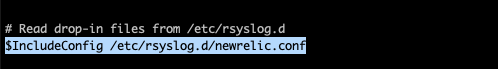 # Read drop-in files from /etc/rsyslog.d
$IncludeConfig /etc/rsyslog.d/newrelic.conf